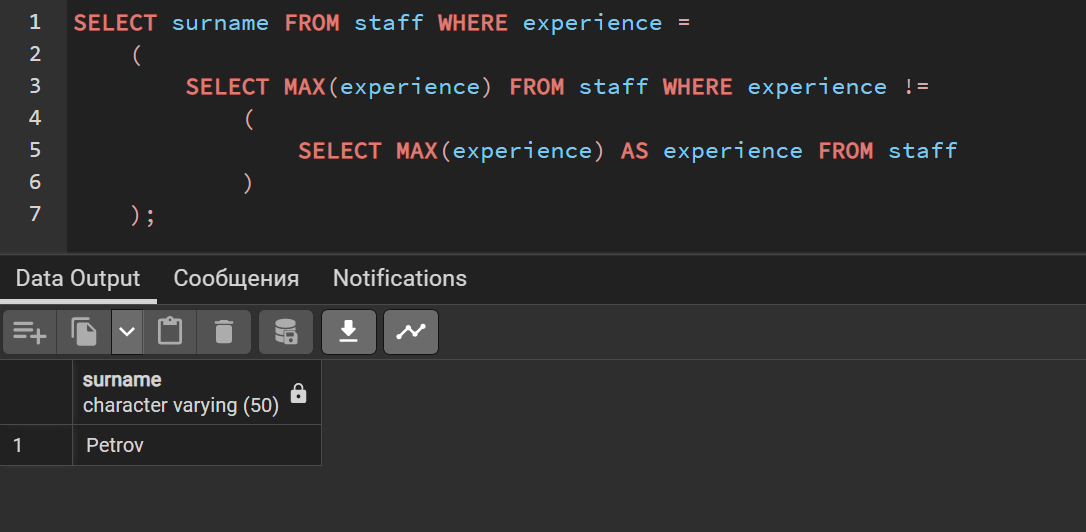 1 SELECT surname FROM staff WHERE experience =
2 (
3 SELECT MAX(experience) FROM staff WHERE experience !=
4 (
5 SELECT MAX(experience) AS experience FROM staff
6 )
7 );
Data Output Сообщения Notifications
surname
character varying (50)
1 Petrov